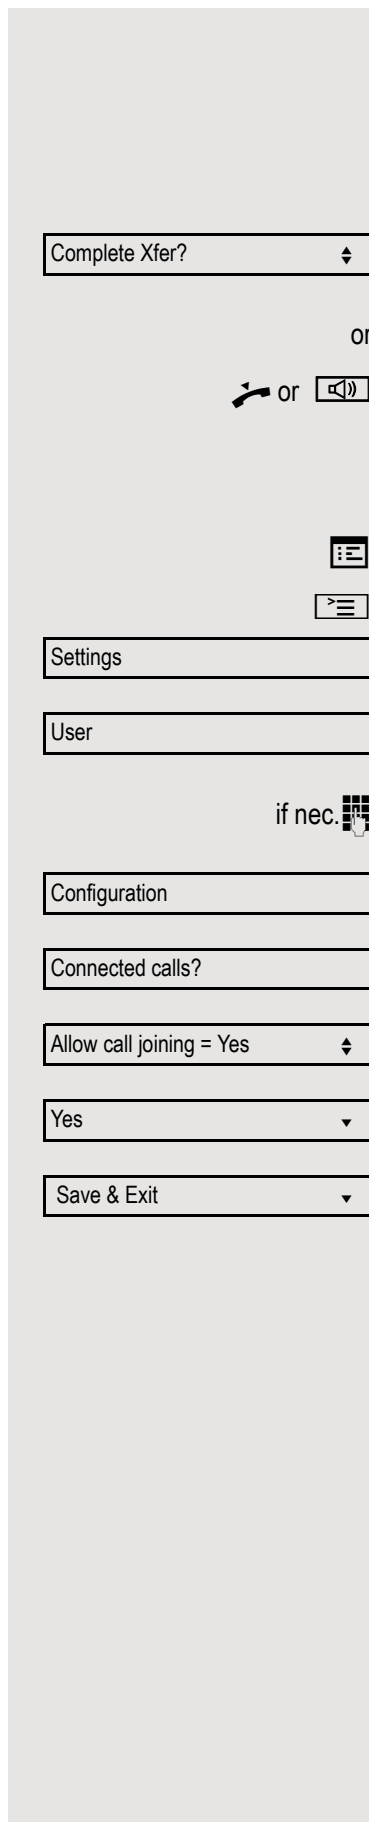 Complete Xfer?
or
or
Settings
User
if nec.
Configuration
Connected calls?
Allow call joining = Yes
Yes
Save & Exit